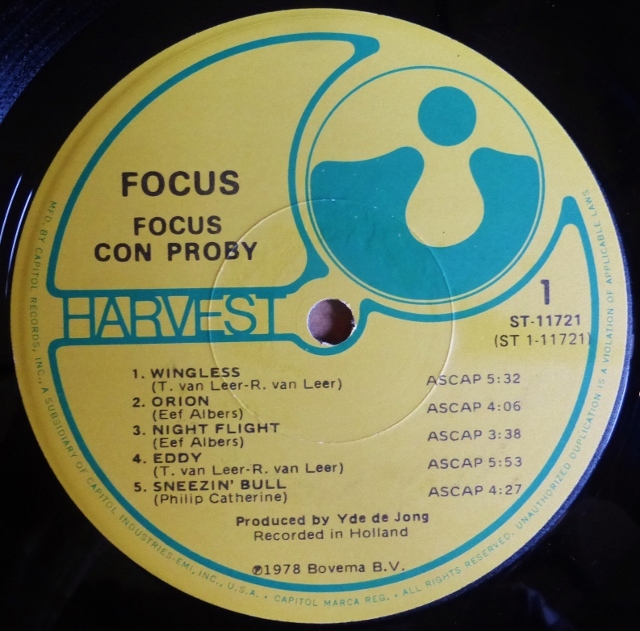 FOCUS
FOCUS
CON PROBY
HARVEST
1
ST-11721
(ST 1-11721)
1. WINGLESS
(T. van Leer-R. van Leer) ASCAP 5:32
2. ORION
(Eef Albers) ASCAP 4:06
3. NIGHT FLIGHT
(Eef Albers) ASCAP 3:38
4. EDDY
(T. van Leer-R. van Leer) ASCAP 5:53
5. SNEEZIN' BULL
(Philip Catherine) ASCAP 4:27
Produced by Yde de Jong
Recorded in Holland
℗1978 Bovema B.V.
MFD. BY CAPITOL RECORDS, INC., A SUBSIDIARY OF CAPITOL INDUSTRIES-EMI, INC., U.S.A. • CAPITOL MARCA REG. • ALL RIGHTS RESERVED. UNAUTHORIZED DUPLICATION IS A VIOLATION OF APPLICABLE LAWS